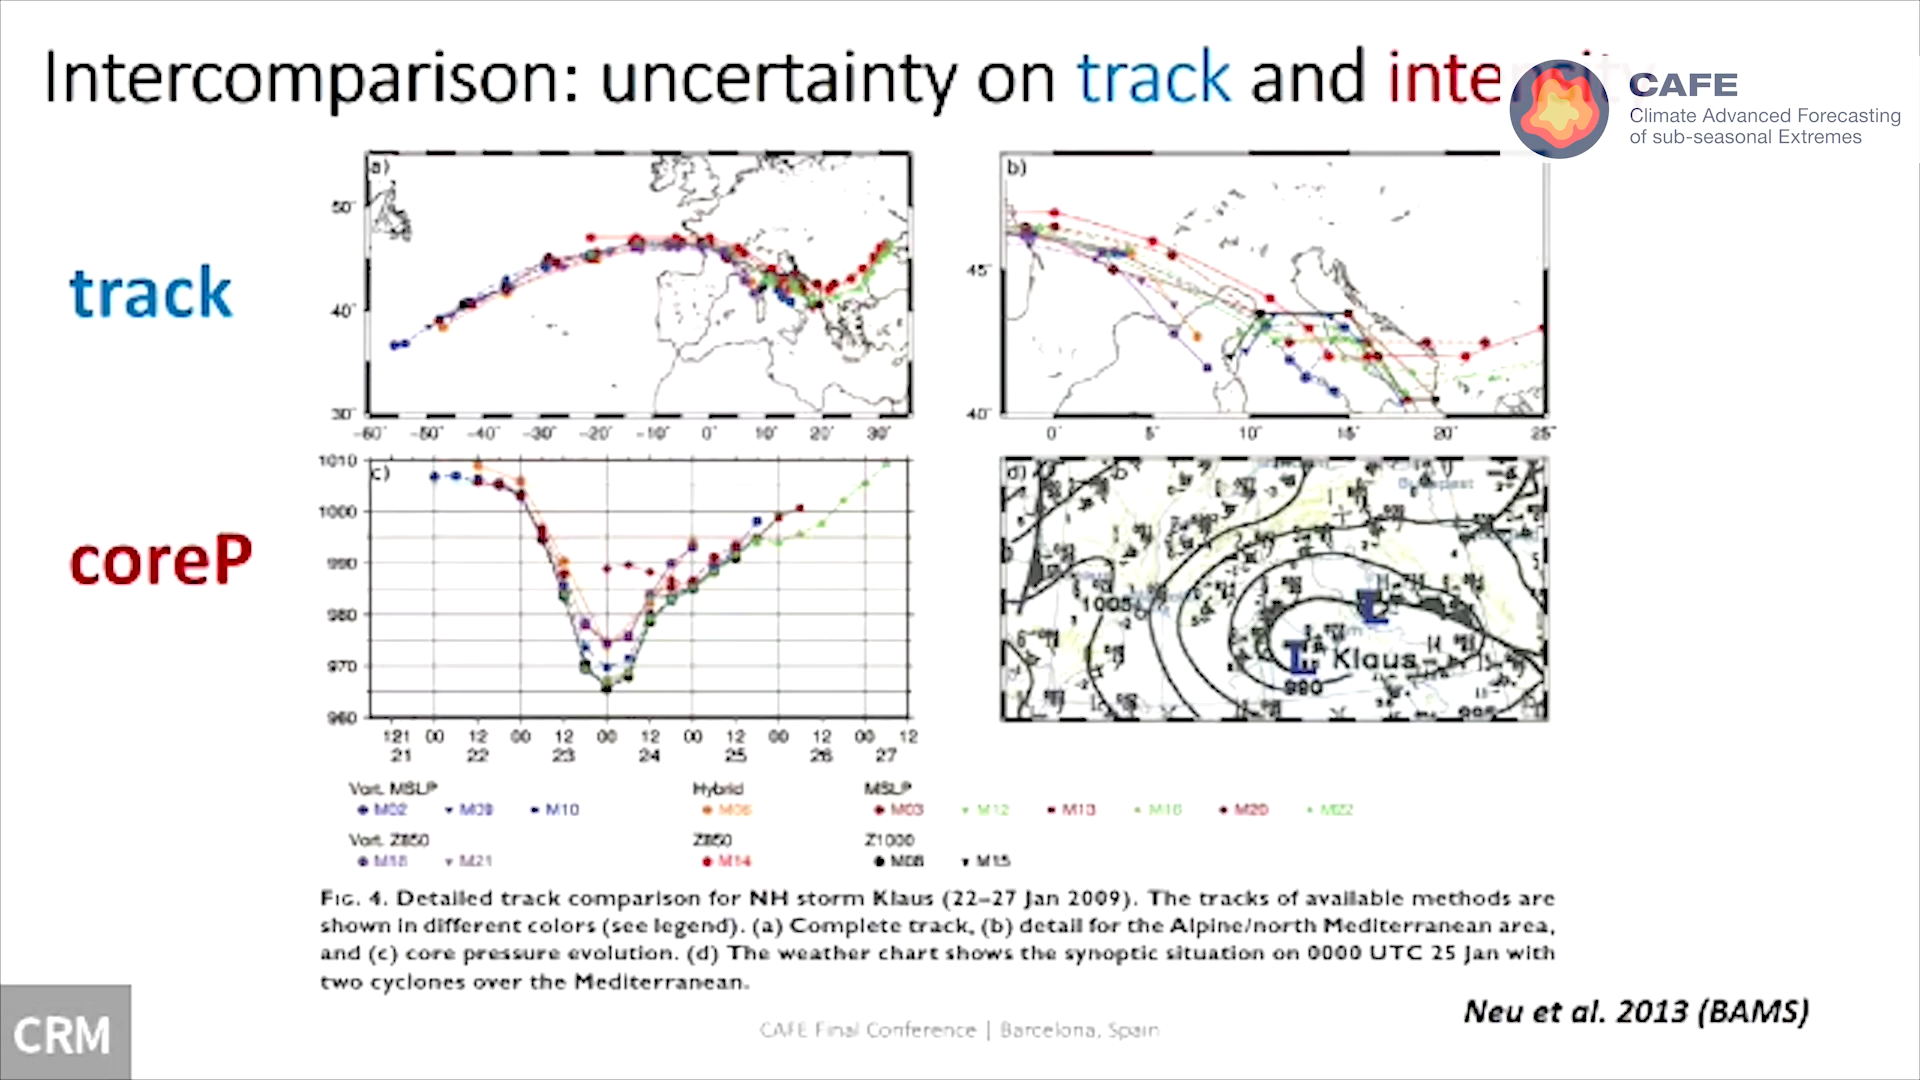 Intercomparison: uncertainty on track and inte
CAFE
Climate Advanced Forecasting
of sub-seasonal Extremes
track
a)
50°
40°
30°
-60° -50° -40° -30° -20° -10° 0° 10° 20° 30°
b)
45°
40°
0° 5° 10° 15° 20° 25°
coreP
c)
1010
1000
990
980
970
960
121 00 12 00 12 00 12 00 12 00 12 00 12
21 22 23 24 25 26 27
d)
1005
L
L Klaus
990
Vort. MSLP Hybrid MSLP
M02 M09 M10 M06 M03 M12 M13 M16 M20 M22
Vort. Z850 Z850 Z1000
M18 M21 M14 M08 M15
FIG. 4. Detailed track comparison for NH storm Klaus (22–27 Jan 2009). The tracks of available methods are
shown in different colors (see legend). (a) Complete track, (b) detail for the Alpine/north Mediterranean area,
and (c) core pressure evolution. (d) The weather chart shows the synoptic situation on 0000 UTC 25 Jan with
two cyclones over the Mediterranean.
Neu et al. 2013 (BAMS)
CRM
CAFE Final Conference | Barcelona, Spain